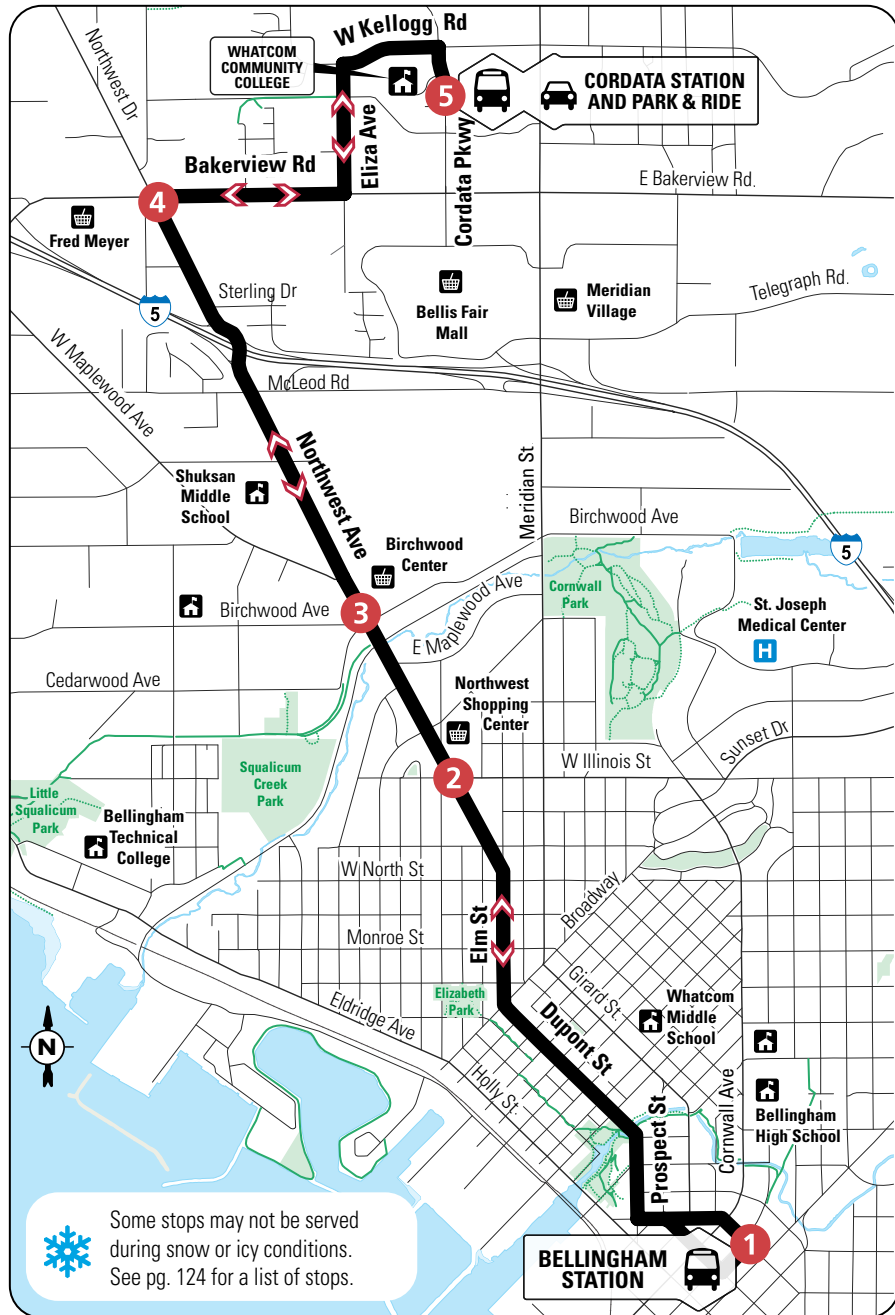 Northwest Dr
W Kellogg Rd
WHATCOM
COMMUNITY
COLLEGE
5
CORDATA STATION
AND PARK & RIDE
Eliza Ave
Cordata Pkwy
Bakerview Rd
E Bakerview Rd.
4
Fred Meyer
Sterling Dr
Bellis Fair
Mall
Meridian
Village
Telegraph Rd.
5
W Maplewood Ave
McLeod Rd
Northwest Ave
Meridian St
Shuksan
Middle
School
Birchwood Ave
5
Birchwood
Center
Cornwall
Park
St. Joseph
Medical Center
H
Birchwood Ave
3
E Maplewood Ave
Cedarwood Ave
Northwest
Shopping
Center
Sunset Dr
W Illinois St
2
Little
Squalicum
Park
Squalicum
Creek
Park
Bellingham
Technical
College
W North St
Broadway
Elm St
Monroe St
Girard St.
Elizabeth
Park
Whatcom
Middle
School
Eldridge Ave
Dupont St
N
Holly St.
Prospect St
Cornwall Ave
Bellingham
High School
1
BELLINGHAM
STATION
Some stops may not be served
during snow or icy conditions.
See pg. 124 for a list of stops.